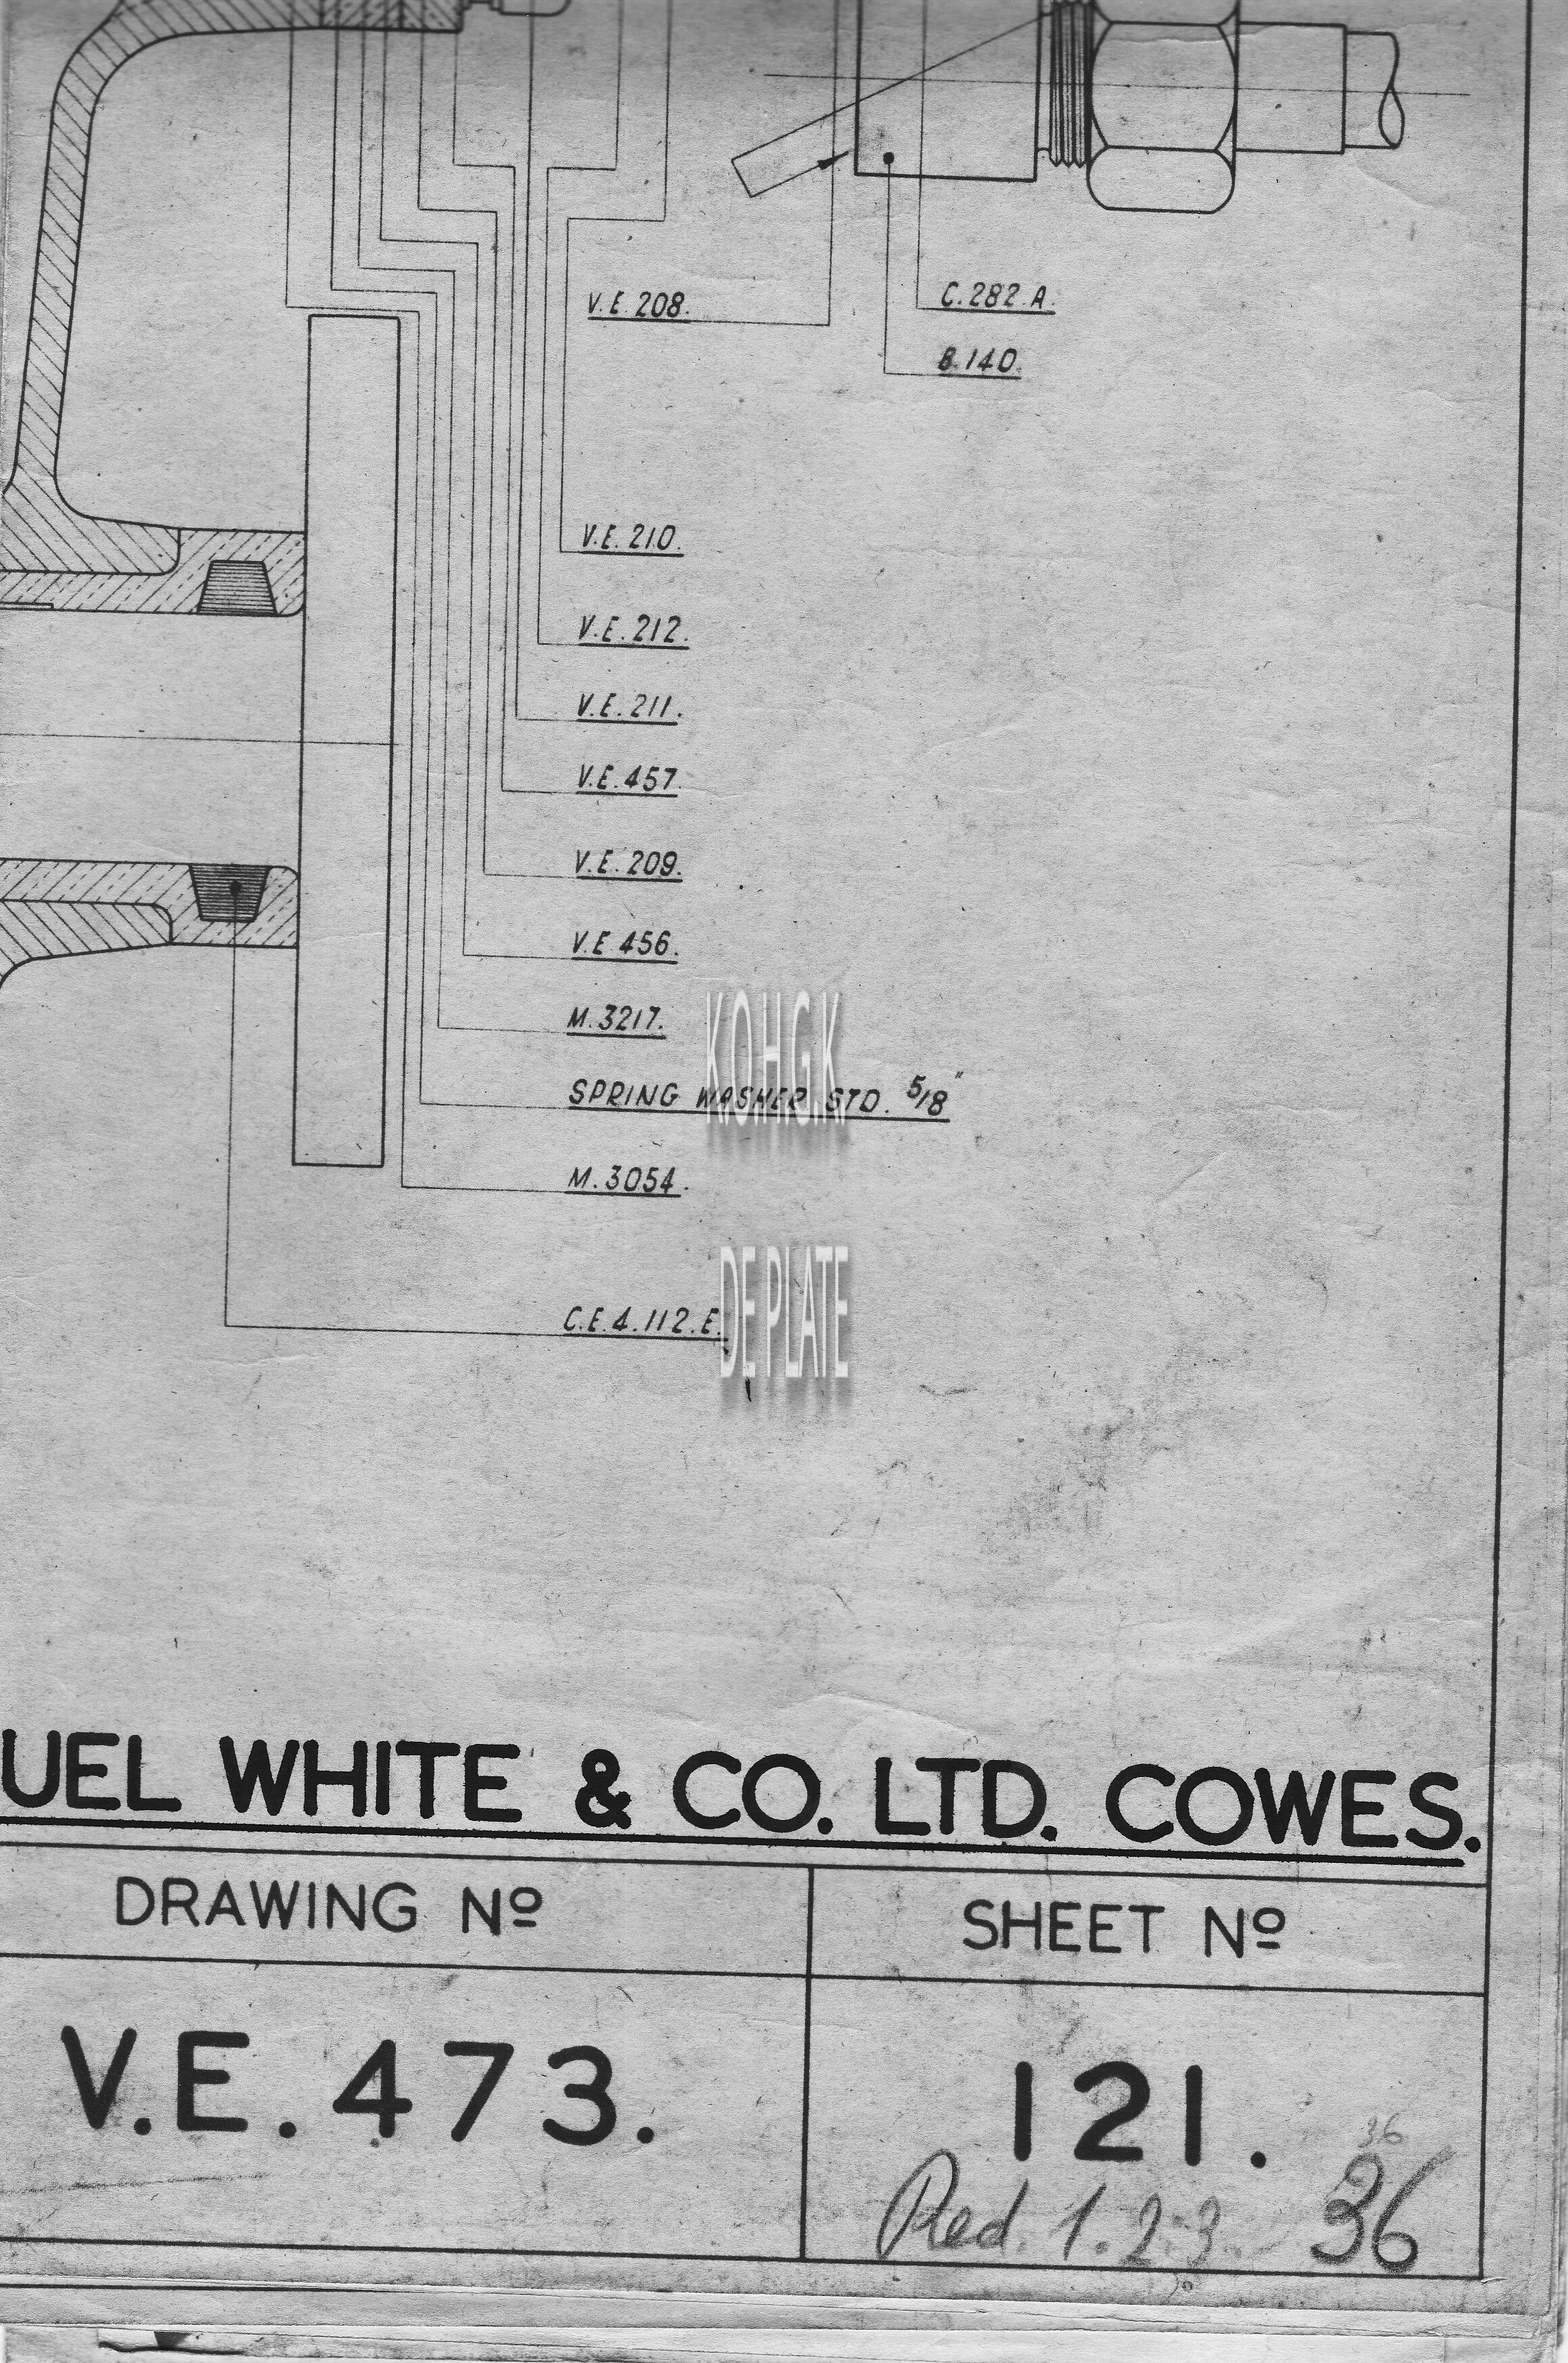 V.E. 208.
C.282.A.
B.140.
V.E. 210.
V.E. 212.
V.E. 211.
V.E. 457.
V.E. 209.
V.E 456.
M. 3217.
K.O.H G.K
SPRING WASHER STD. 5/8"
M. 3054.
DE PLATE
C.E.4.112.E.
UEL WHITE & CO. LTD. COWES.
DRAWING Nº
SHEET Nº
V.E. 473.
121.
36
Red. 1.2.3. 36